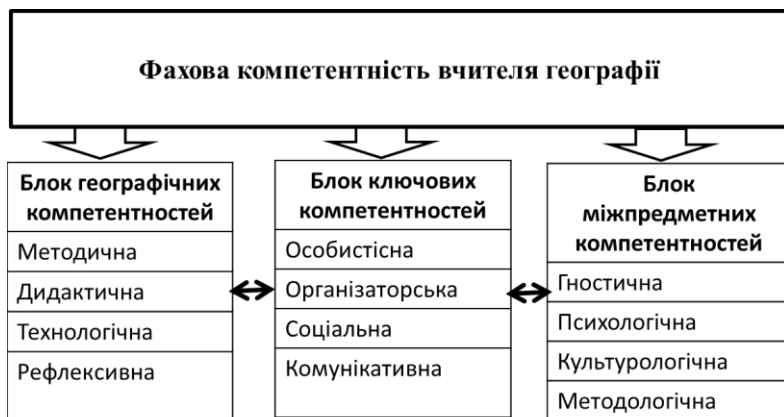 Фахова компетентність вчителя географії
Блок географічних
компетентностей
Методична
Дидактична
Технологічна
Рефлексивна
Блок ключових
компетентностей
Особистісна
Організаторська
Соціальна
Комунікативна
Блок
міжпредметних
компетентностей
Гностична
Психологічна
Культурологічна
Методологічна